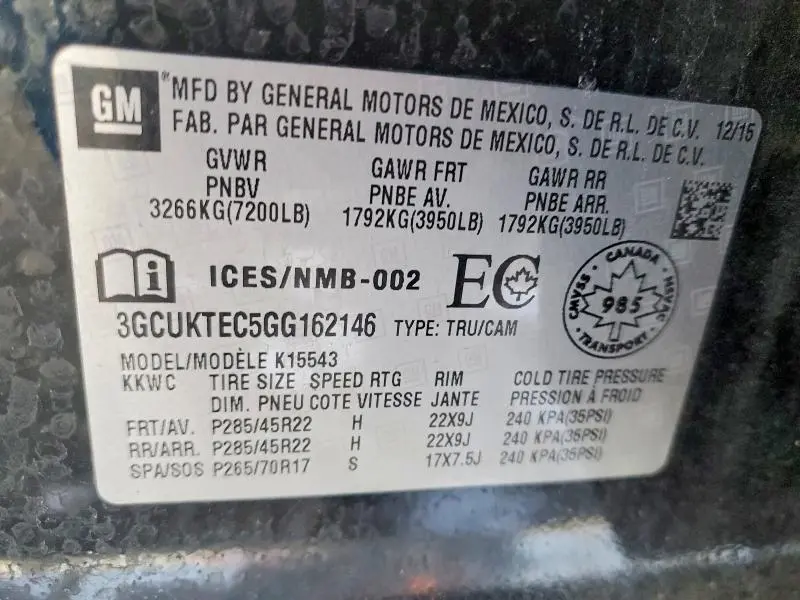 GM
®MFD BY GENERAL MOTORS DE MEXICO, S. DE R.L. DE C.V. 12/15
FAB. PAR GENERAL MOTORS DE MEXICO, S. DE R.L. DE C.V.
GVWR GAWR FRT GAWR RR
PNBV PNBE AV. PNBE ARR.
3266KG(7200LB) 1792KG(3950LB) 1792KG(3950LB)
i ICES/NMB-002 EC
CANADA
CMVSS 985 NSVAC
TRANSPORT
3GCUKTEC5GG162146 TYPE: TRU/CAM
MODEL/MODÈLE K15543
KKWC TIRE SIZE SPEED RTG RIM COLD TIRE PRESSURE
DIM. PNEU COTE VITESSE JANTE PRESSION À FROID
FRT/AV. P285/45R22 H 22X9J 240 KPA(35PSI)
RR/ARR. P285/45R22 H 22X9J 240 KPA(35PSI)
SPA/SOS P265/70R17 S 17X7.5J 240 KPA(35PSI)